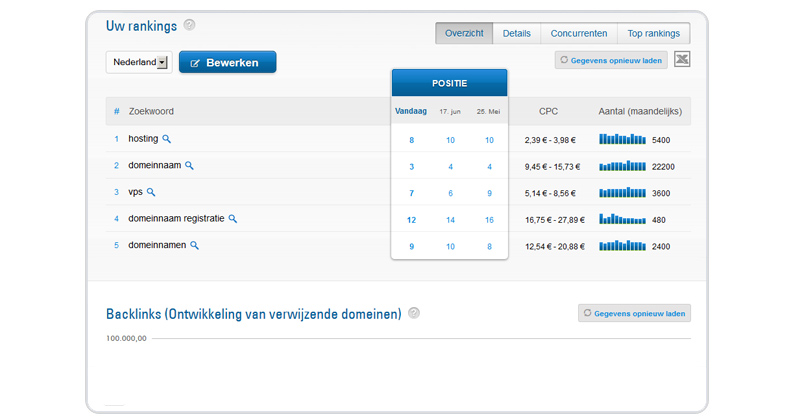 Uw rankings ?
Overzicht Details Concurrenten Top rankings
Nederland Bewerken Gegevens opnieuw laden
POSITIE
# Zoekwoord Vandaag 17. jun 25. Mei CPC Aantal (maandelijks)
1 hosting 8 10 10 2,39 € - 3,98 € 5400
2 domeinnaam 3 4 4 9,45 € - 15,73 € 22200
3 vps 7 6 9 5,14 € - 8,56 € 3600
4 domeinnaam registratie 12 14 16 16,75 € - 27,89 € 480
5 domeinnamen 9 10 8 12,54 € - 20,88 € 2400
Backlinks (Ontwikkeling van verwijzende domeinen) ? Gegevens opnieuw laden
100.000,00